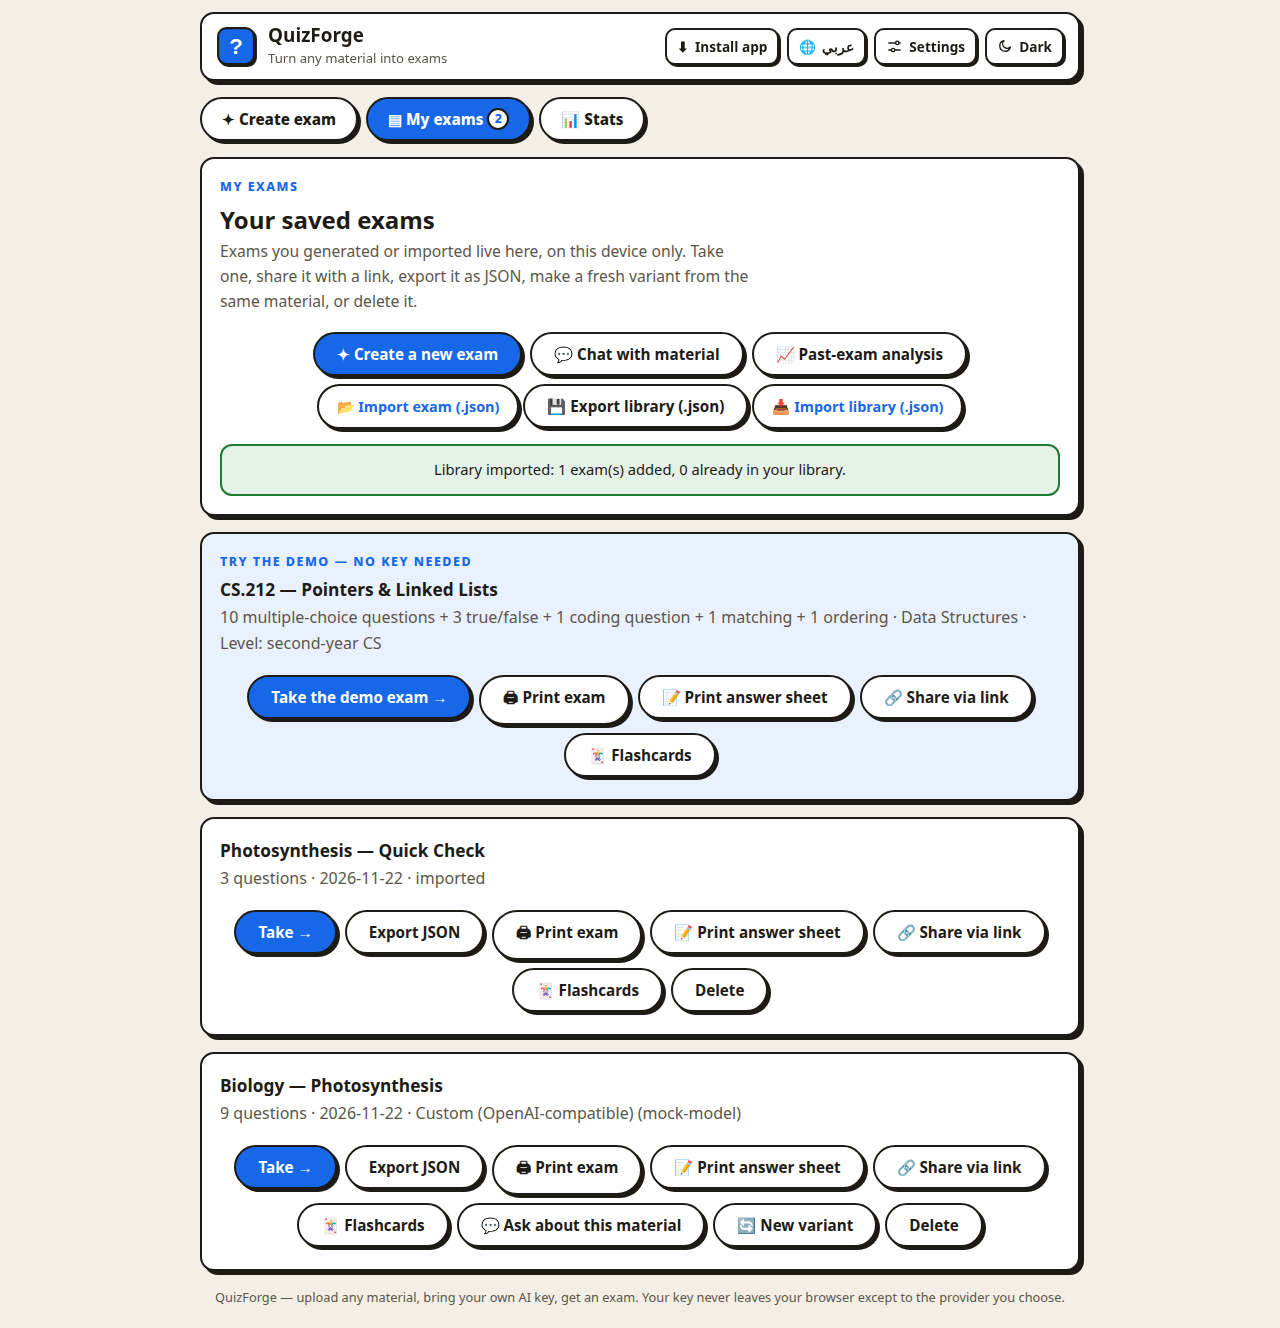 ?
QuizForge
Turn any material into exams
⬇ Install app
🌐 عربي
Settings
Dark
✦ Create exam
▤ My exams 2
📊 Stats
MY EXAMS
Your saved exams
Exams you generated or imported live here, on this device only. Take
one, share it with a link, export it as JSON, make a fresh variant from the
same material, or delete it.
✦ Create a new exam
💬 Chat with material
📈 Past-exam analysis
📂 Import exam (.json)
💾 Export library (.json)
📥 Import library (.json)
Library imported: 1 exam(s) added, 0 already in your library.
TRY THE DEMO — NO KEY NEEDED
CS.212 — Pointers & Linked Lists
10 multiple-choice questions + 3 true/false + 1 coding question + 1 matching + 1 ordering · Data Structures ·
Level: second-year CS
Take the demo exam →
🖨 Print exam
📝 Print answer sheet
🔗 Share via link
🃏 Flashcards
Photosynthesis — Quick Check
3 questions · 2026-11-22 · imported
Take →
Export JSON
🖨 Print exam
📝 Print answer sheet
🔗 Share via link
🃏 Flashcards
Delete
Biology — Photosynthesis
9 questions · 2026-11-22 · Custom (OpenAI-compatible) (mock-model)
Take →
Export JSON
🖨 Print exam
📝 Print answer sheet
🔗 Share via link
🃏 Flashcards
💬 Ask about this material
🔄 New variant
Delete
QuizForge — upload any material, bring your own AI key, get an exam. Your key never leaves your browser except to the provider you choose.